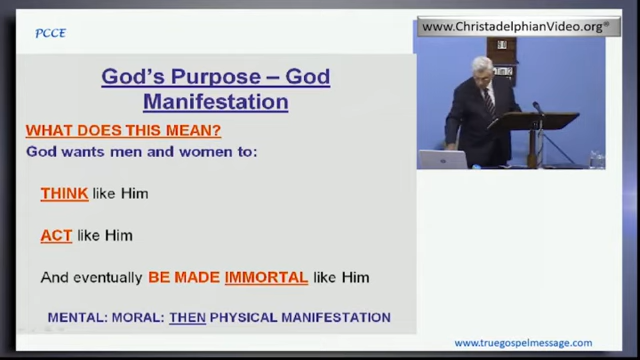 PCCE
www.ChristadelphianVideo.org®
God's Purpose – God
Manifestation
WHAT DOES THIS MEAN?
God wants men and women to:
THINK like Him
ACT like Him
And eventually BE MADE IMMORTAL like Him
MENTAL: MORAL: THEN PHYSICAL MANIFESTATION
www.truegospelmessage.com